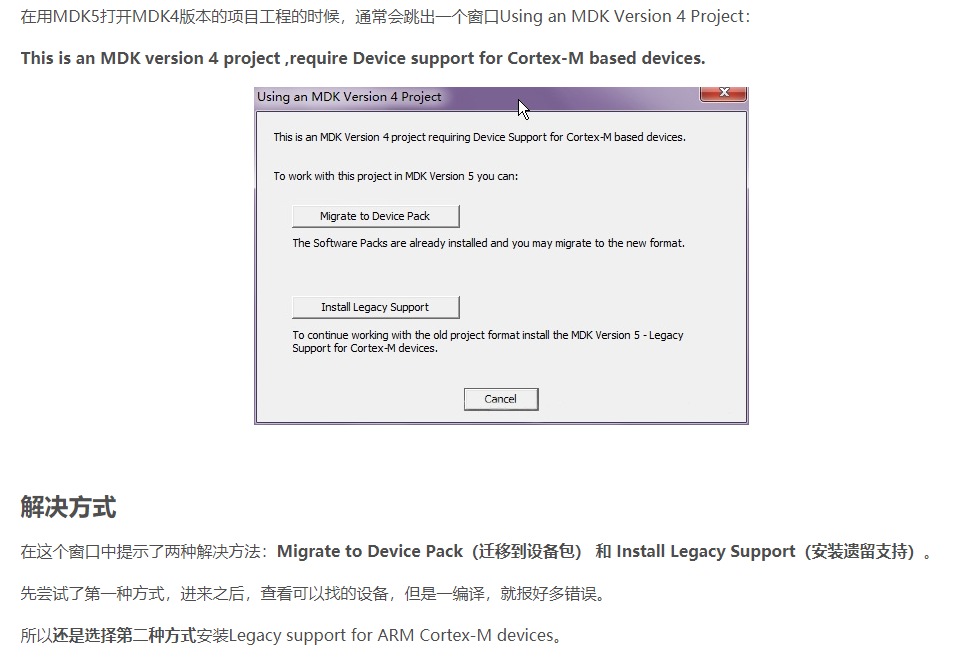 在用MDK5打开MDK4版本的项目工程的时候，通常会跳出一个窗口Using an MDK Version 4 Project：
This is an MDK version 4 project ,require Device support for Cortex-M based devices.
Using an MDK Version 4 Project
This is an MDK Version 4 project requiring Device Support for Cortex-M based devices.
To work with this project in MDK Version 5 you can:
Migrate to Device Pack
The Software Packs are already installed and you may migrate to the new format.
Install Legacy Support
To continue working with the old project format install the MDK Version 5 - Legacy
Support for Cortex-M devices.
Cancel
解决方式
在这个窗口中提示了两种解决方法：Migrate to Device Pack（迁移到设备包） 和 Install Legacy Support（安装遗留支持）。
先尝试了第一种方式，进来之后，查看可以找的设备，但是一编译，就报好多错误。
所以还是选择第二种方式安装Legacy support for ARM Cortex-M devices。